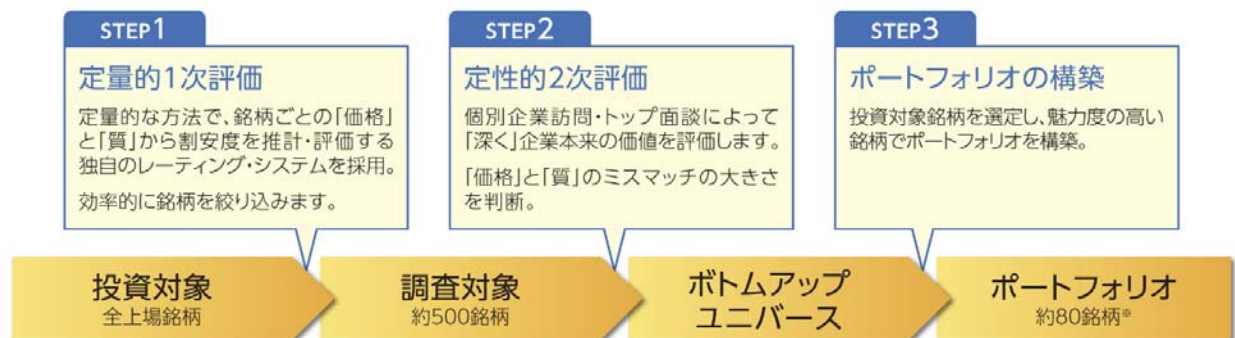 STEP1
定量的1次評価
定量的な方法で、銘柄ごとの「価格」
と「質」から割安度を推計・評価する
独自のレーティング・システムを採用。
効率的に銘柄を絞り込みます。
STEP2
定性的2次評価
個別企業訪問・トップ面談によって
「深く」企業本来の価値を評価します。
「価格」と「質」のミスマッチの大きさ
を判断。
STEP3
ポートフォリオの構築
投資対象銘柄を選定し、魅力度の高い
銘柄でポートフォリオを構築。
投資対象
全上場銘柄
調査対象
約500銘柄
ボトムアップ
ユニバース
ポートフォリオ
約80銘柄※